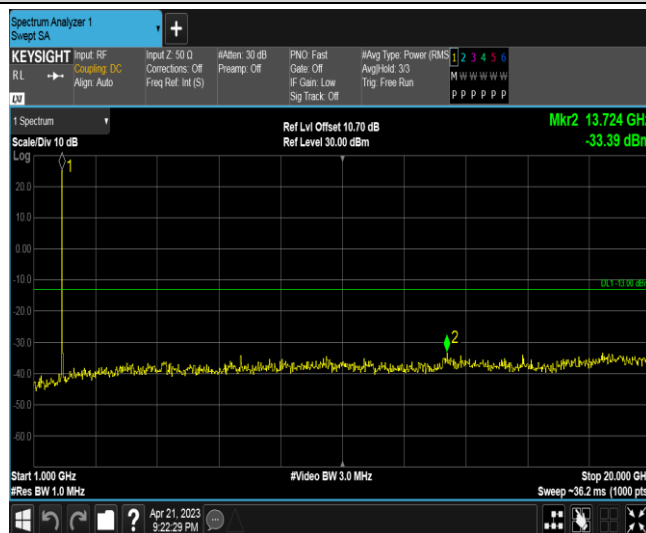 Spectrum Analyzer 1
Swept SA
KEYSIGHT
RL
LXI
Input: RF
Coupling: DC
Align: Auto
Input Z: 50 Ω
Corrections: Off
Freq Ref: Int (S)
#Atten: 30 dB
Preamp: Off
PNO: Fast
Gate: Off
IF Gain: Low
Sig Track: Off
#Avg Type: Power (RMS
Avg|Hold: 3/3
Trig: Free Run
1 2 3 4 5 6
M W W W W W
P P P P P P
1 Spectrum
Scale/Div 10 dB
Log
Ref Lvl Offset 10.70 dB
Ref Level 30.00 dBm
Mkr2 13.724 GHz
-33.39 dBm
1
20.0
10.0
0.00
-10.0
DL1 -13.00 dBm
-20.0
-30.0
2
-40.0
-50.0
-60.0
Start 1.000 GHz
#Res BW 1.0 MHz
#Video BW 3.0 MHz
Stop 20.000 GHz
Sweep ~36.2 ms (1000 pts
?
Apr 21, 2023
9:22:29 PM